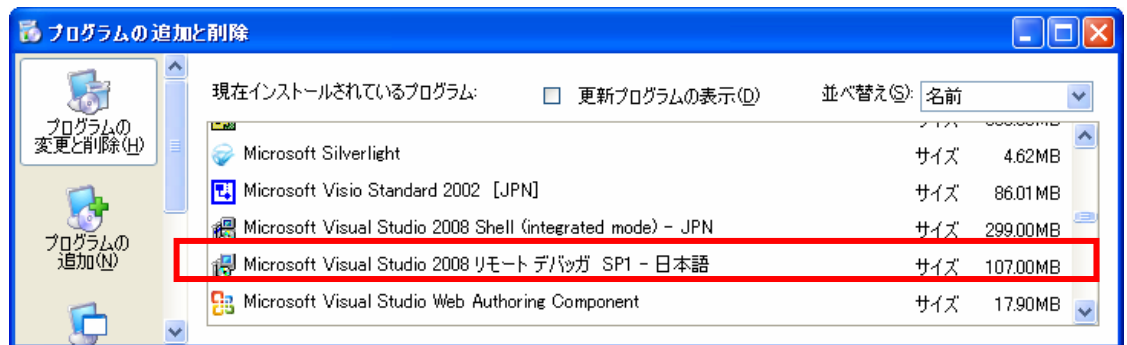 プログラムの追加と削除
現在インストールされているプログラム:
更新プログラムの表示(D)
並べ替え(S):
名前
プログラムの
変更と削除(H)
プログラムの
追加(N)
Microsoft Silverlight サイズ 4.62MB
Microsoft Visio Standard 2002 [JPN] サイズ 86.01MB
Microsoft Visual Studio 2008 Shell (integrated mode) - JPN サイズ 299.00MB
Microsoft Visual Studio 2008 リモート デバッガ SP1 - 日本語 サイズ 107.00MB
Microsoft Visual Studio Web Authoring Component サイズ 17.90MB